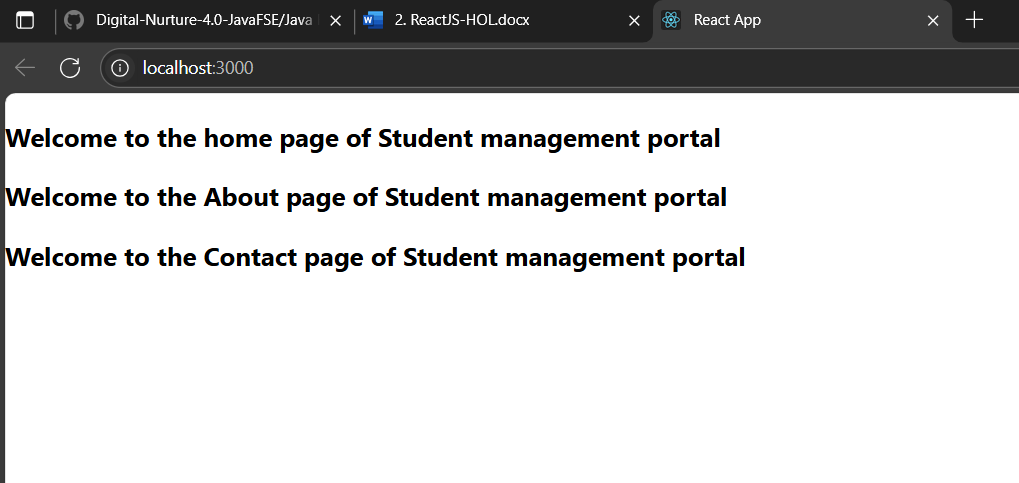 Digital-Nurture-4.0-JavaFSE/Java
2. ReactJS-HOL.docx
React App
localhost:3000
Welcome to the home page of Student management portal
Welcome to the About page of Student management portal
Welcome to the Contact page of Student management portal